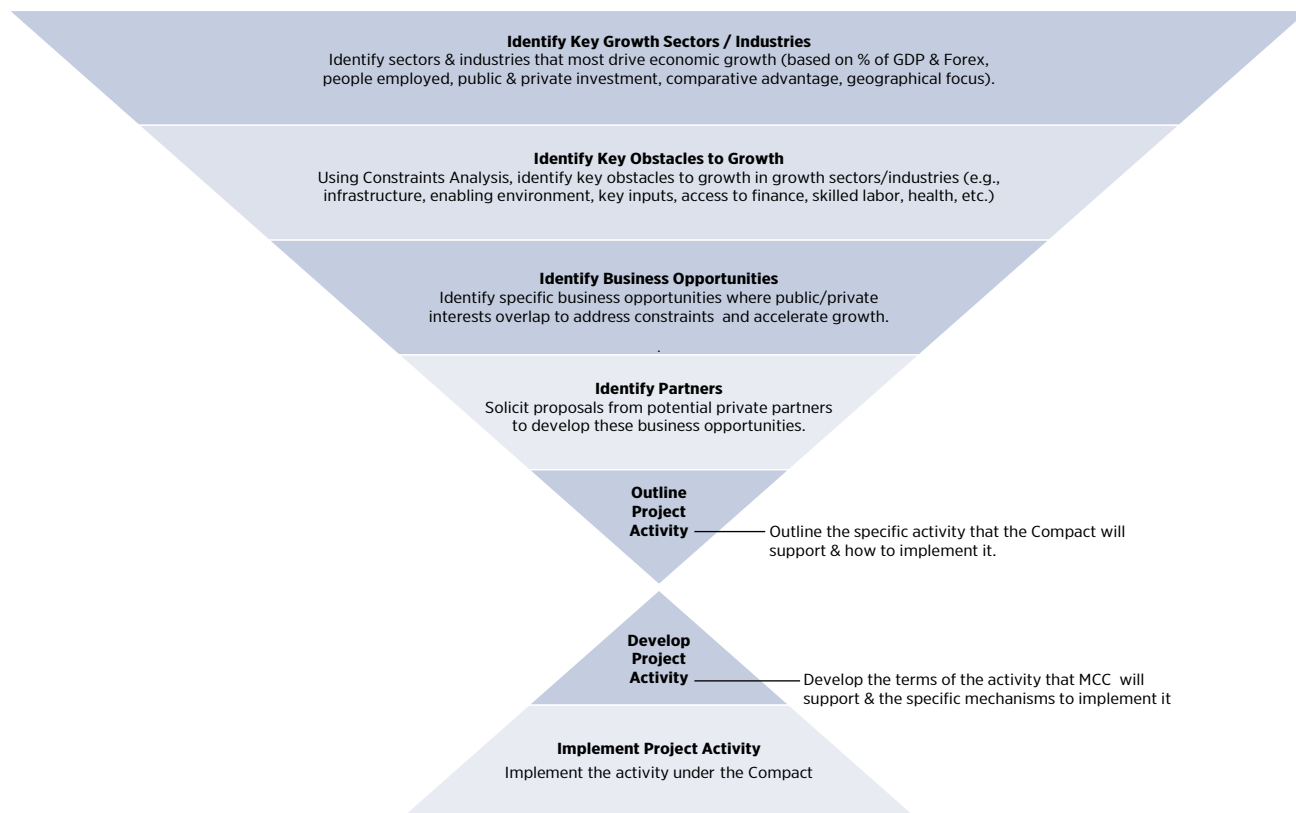 Identify Key Growth Sectors / Industries
Identify sectors & industries that most drive economic growth (based on % of GDP & Forex,
people employed, public & private investment, comparative advantage, geographical focus).
Identify Key Obstacles to Growth
Using Constraints Analysis, identify key obstacles to growth in growth sectors/industries (e.g.,
infrastructure, enabling environment, key inputs, access to finance, skilled labor, health, etc.)
Identify Business Opportunities
Identify specific business opportunities where public/private
interests overlap to address constraints  and accelerate growth.
.
Identify Partners
Solicit proposals from potential private partners
to develop these business opportunities.
Outline
Project
Activity
Outline the specific activity that the Compact will
support & how to implement it.
Develop
Project
Activity
Develop the terms of the activity that MCC  will
support & the specific mechanisms to implement it
Implement Project Activity
Implement the activity under the Compact